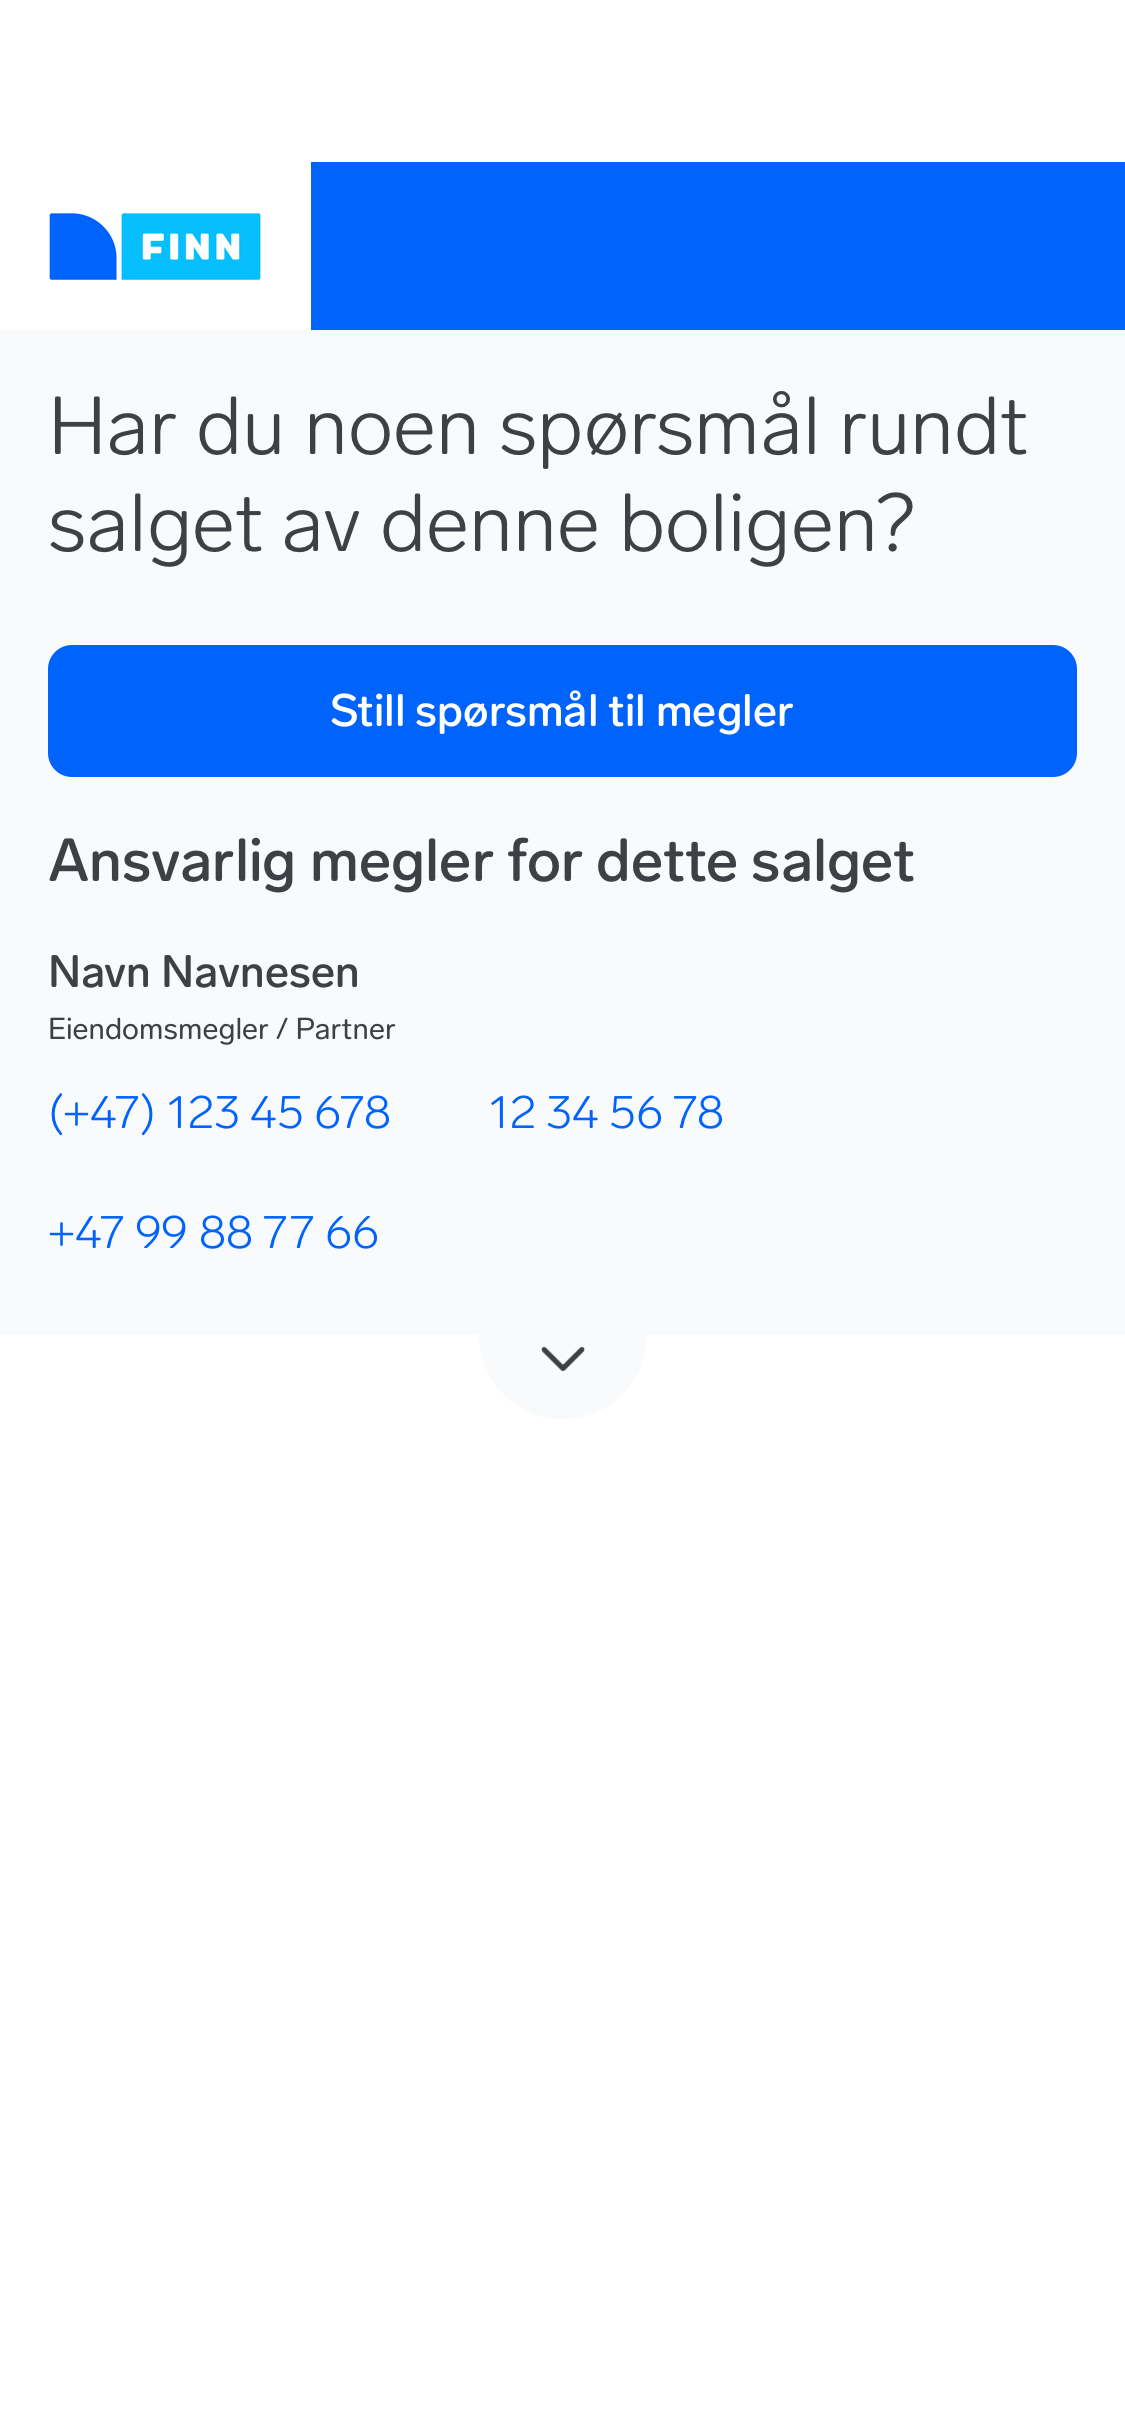 FINN
Har du noen spørsmål rundt
salget av denne boligen?
Still spørsmål til megler
Ansvarlig megler for dette salget
Navn Navnesen
Eiendomsmegler / Partner
(+47) 123 45 678 12 34 56 78
+47 99 88 77 66